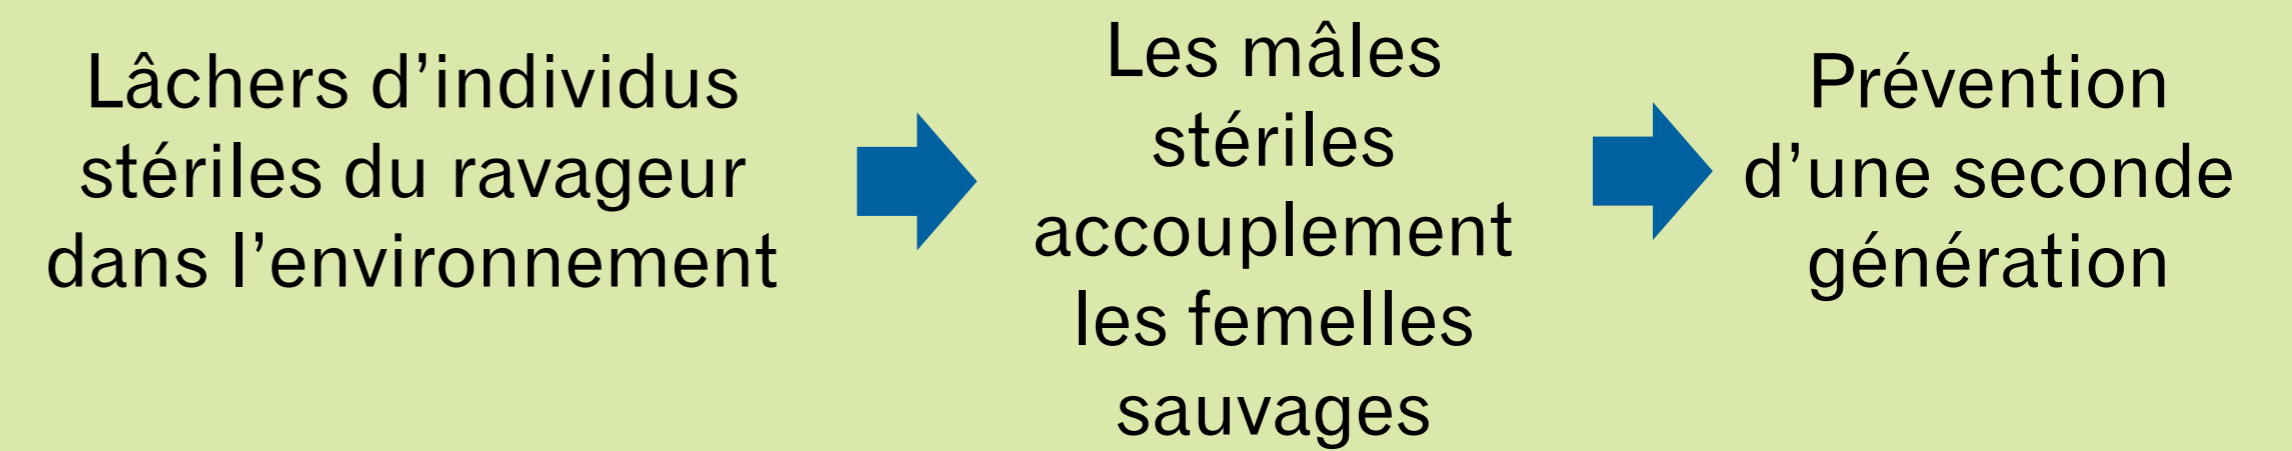 Lâchers d’individus
stériles du ravageur
dans l’environnement
Les mâles
stériles
accouplement
les femelles
sauvages
Prévention
d’une seconde
génération